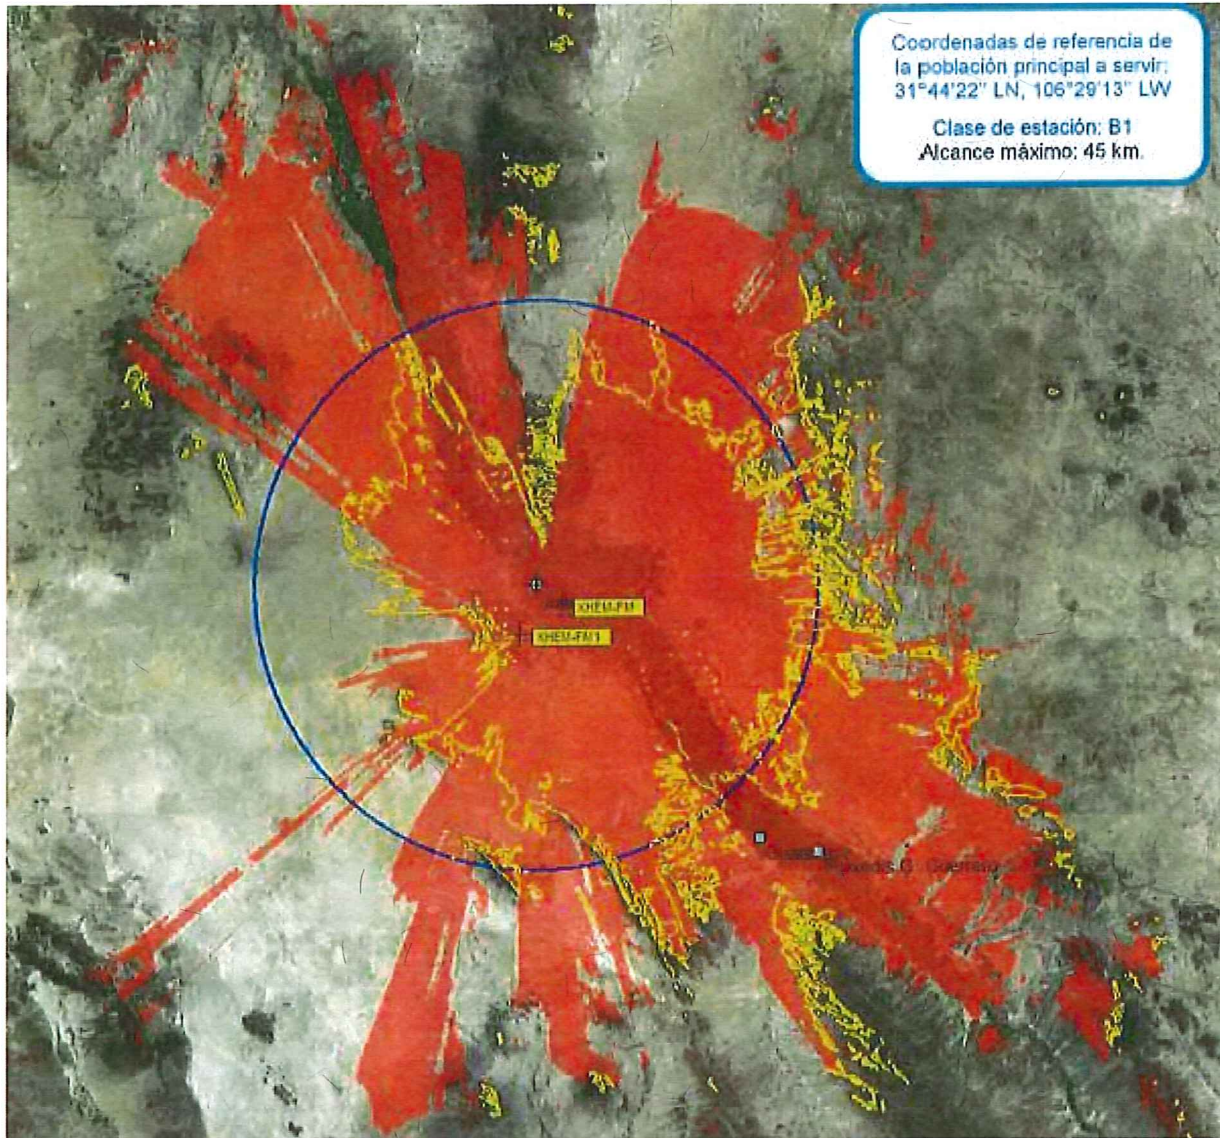 Coordenadas de referencia de
la población principal a servir:
31°44'22" LN, 106°29'13" LW
Clase de estación: B1
Alcance máximo: 45 km.
XHEM-FM
XHEM-FM1
G. Guerrero